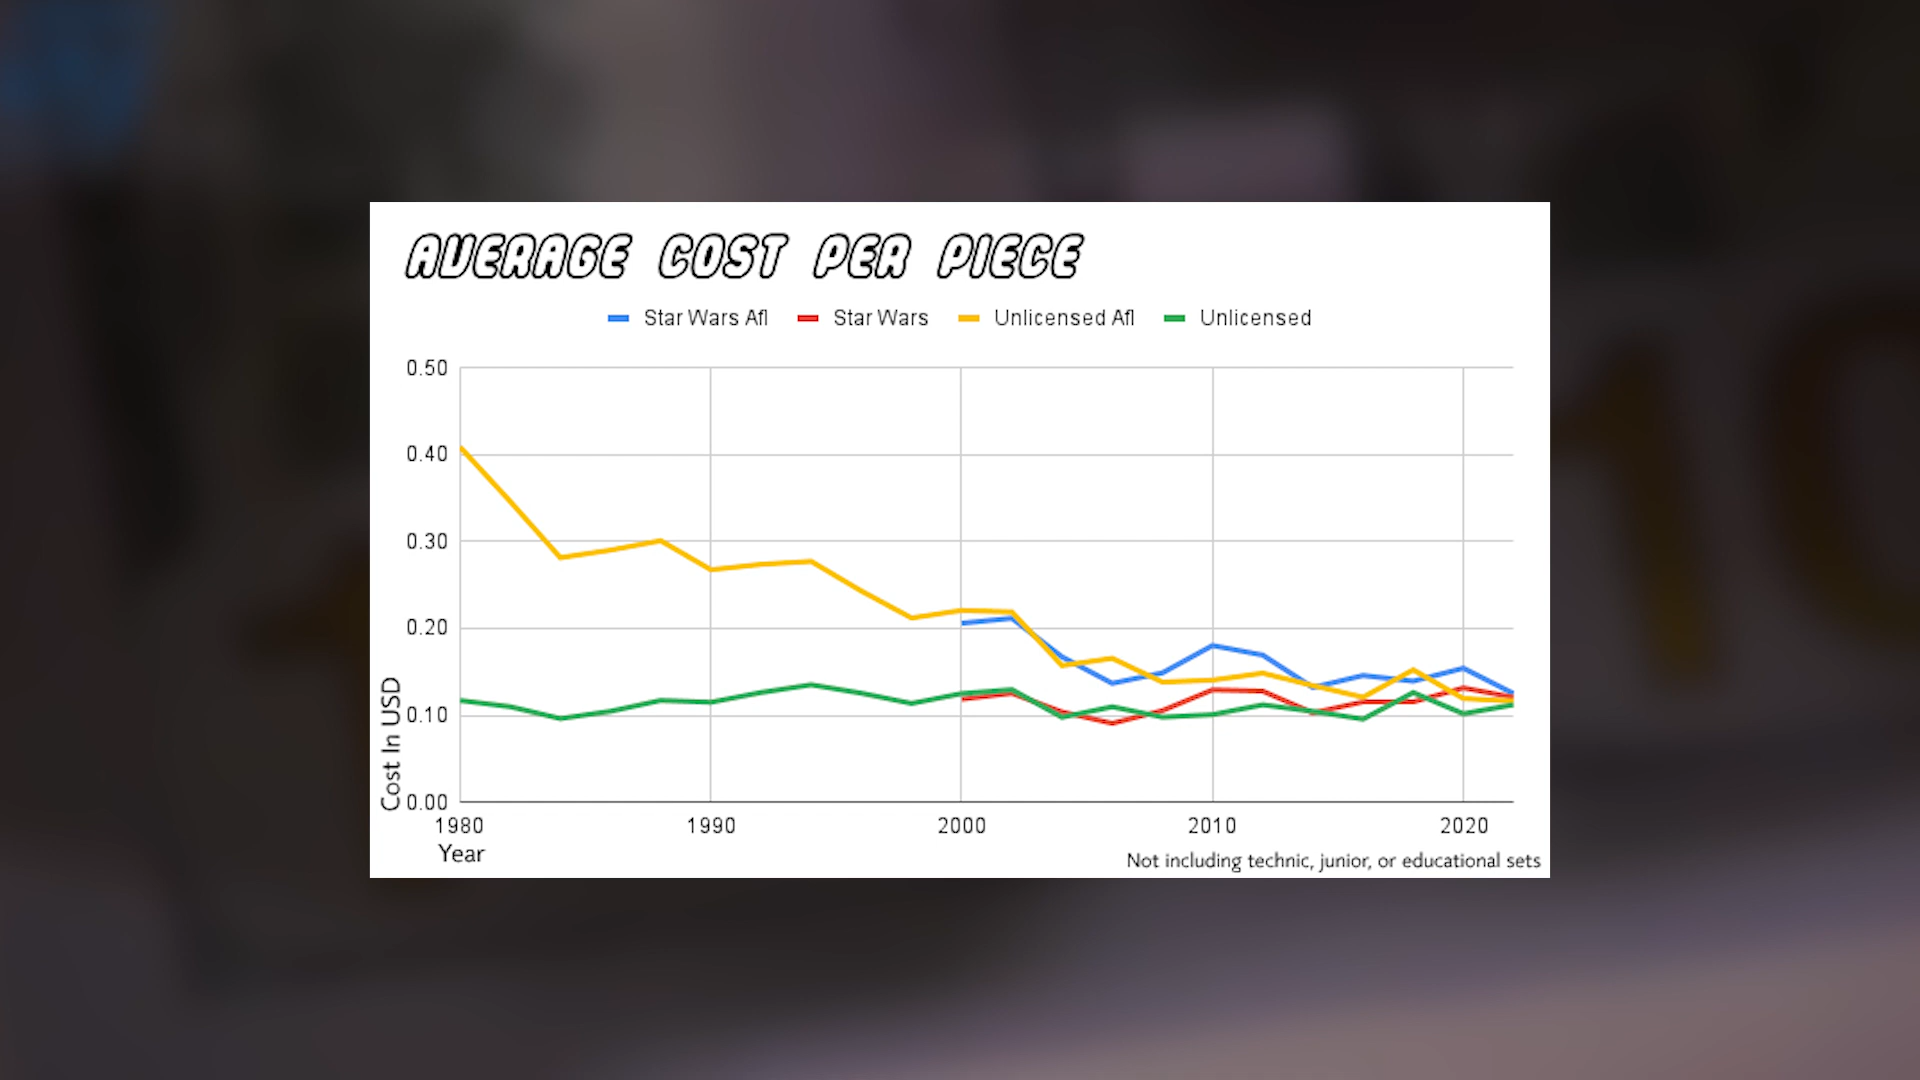 AVERAGE COST PER PIECE
Star Wars Afl Star Wars Unlicensed Afl Unlicensed
0.50
0.40
0.30
0.20
0.10
0.00
Cost In USD
1980 1990 2000 2010 2020
Year
Not including technic, junior, or educational sets